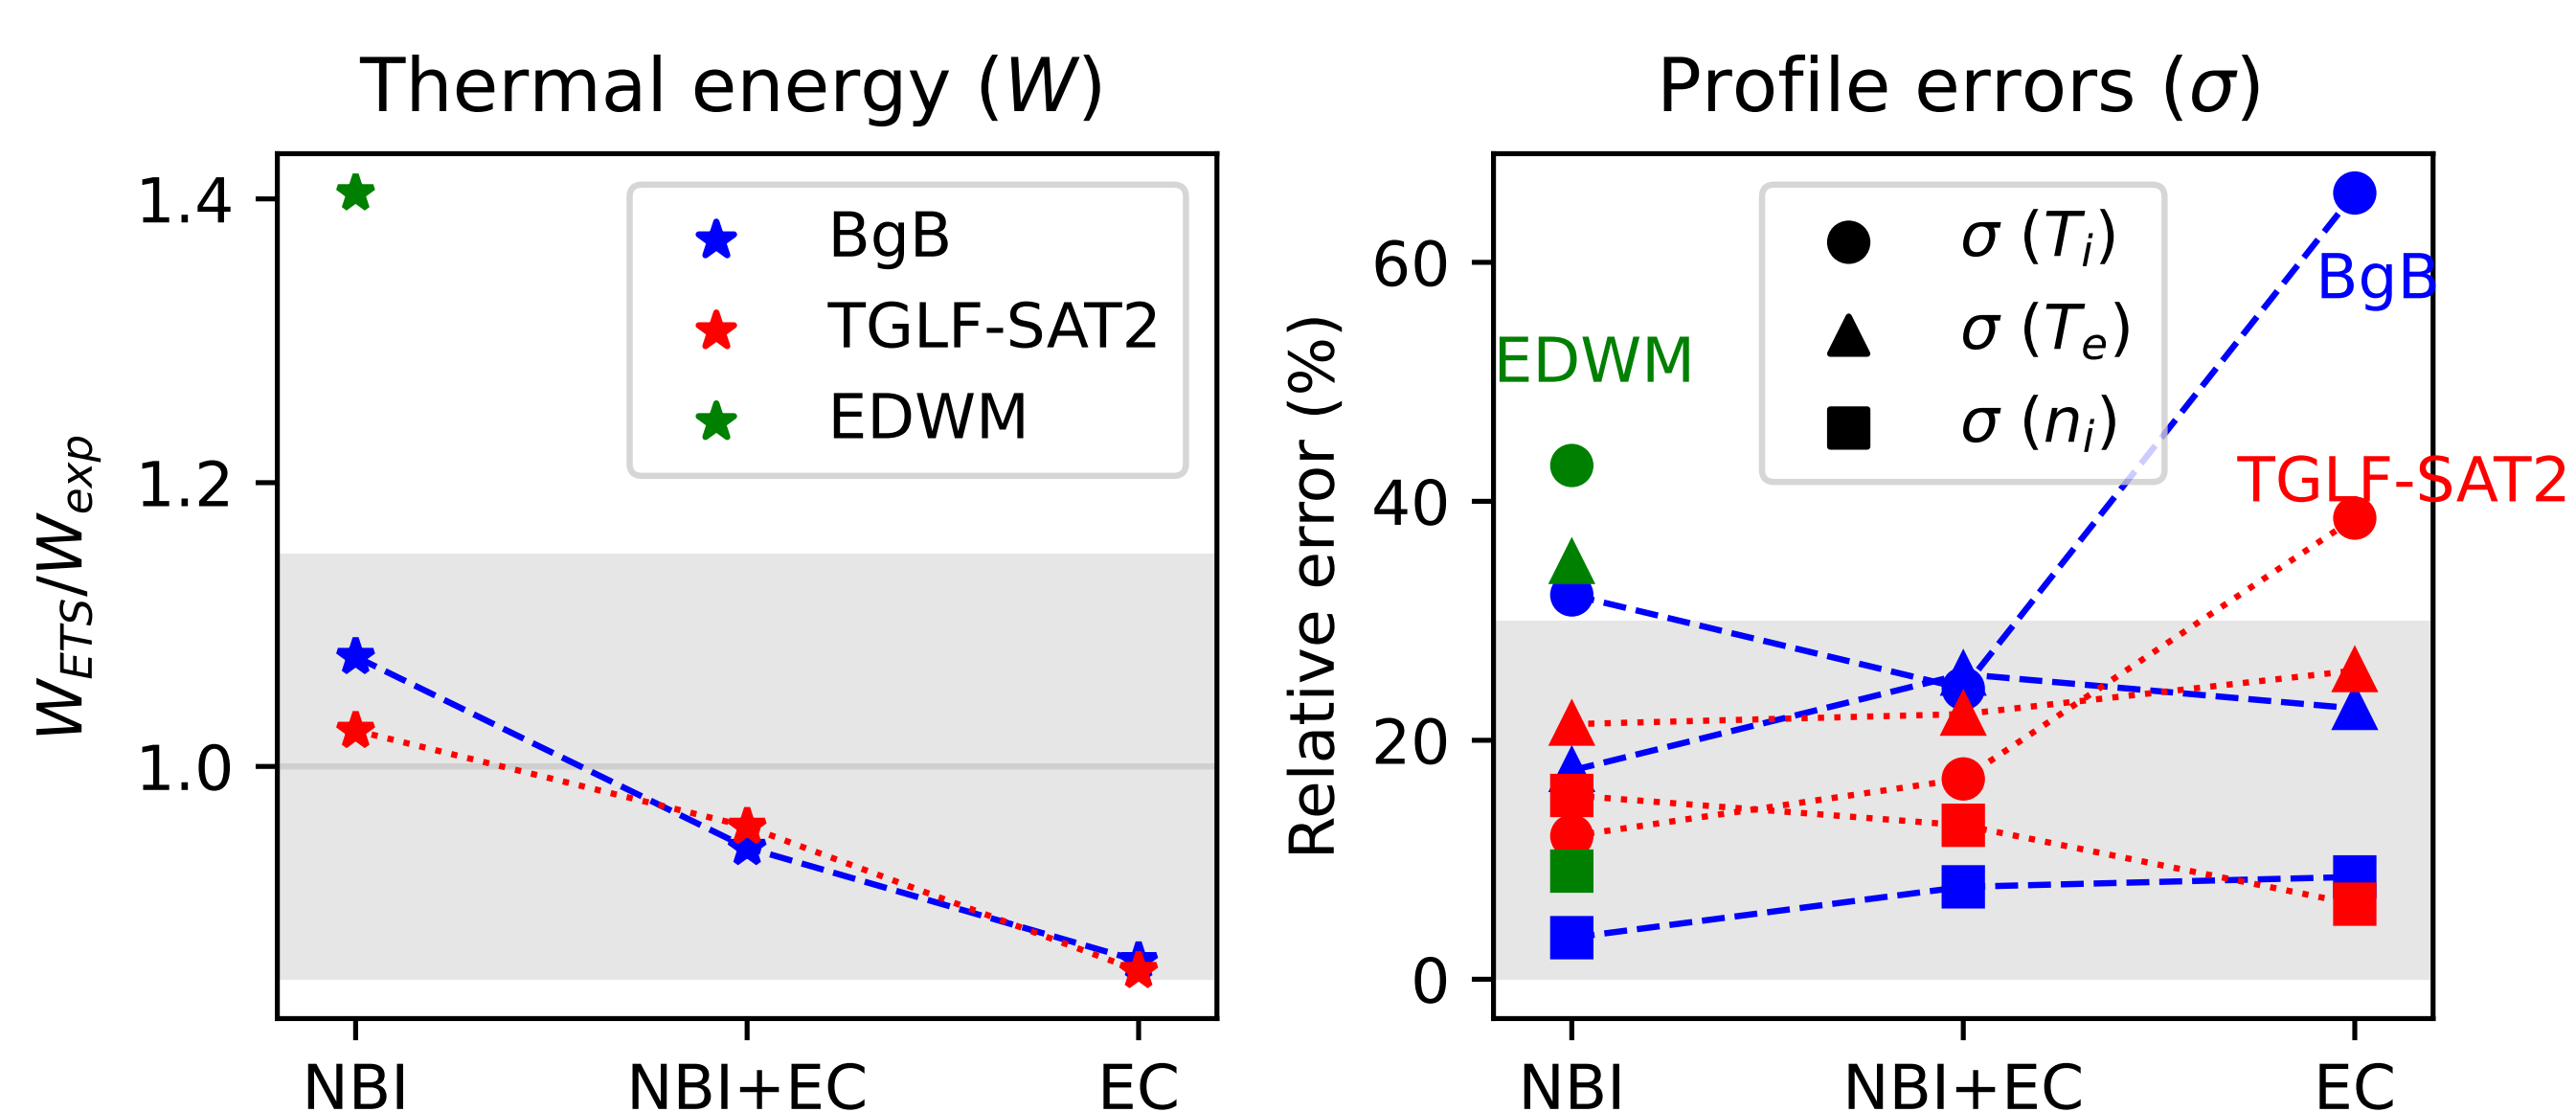 Thermal energy (W)
W_ETS/W_exp
1.4
1.2
1.0
BgB
TGLF-SAT2
EDWM
NBI
NBI+EC
EC
Profile errors (σ)
Relative error (%)
60
40
20
0
σ (T_i)
σ (T_e)
σ (n_i)
BgB
EDWM
TGLF-SAT2
NBI
NBI+EC
EC